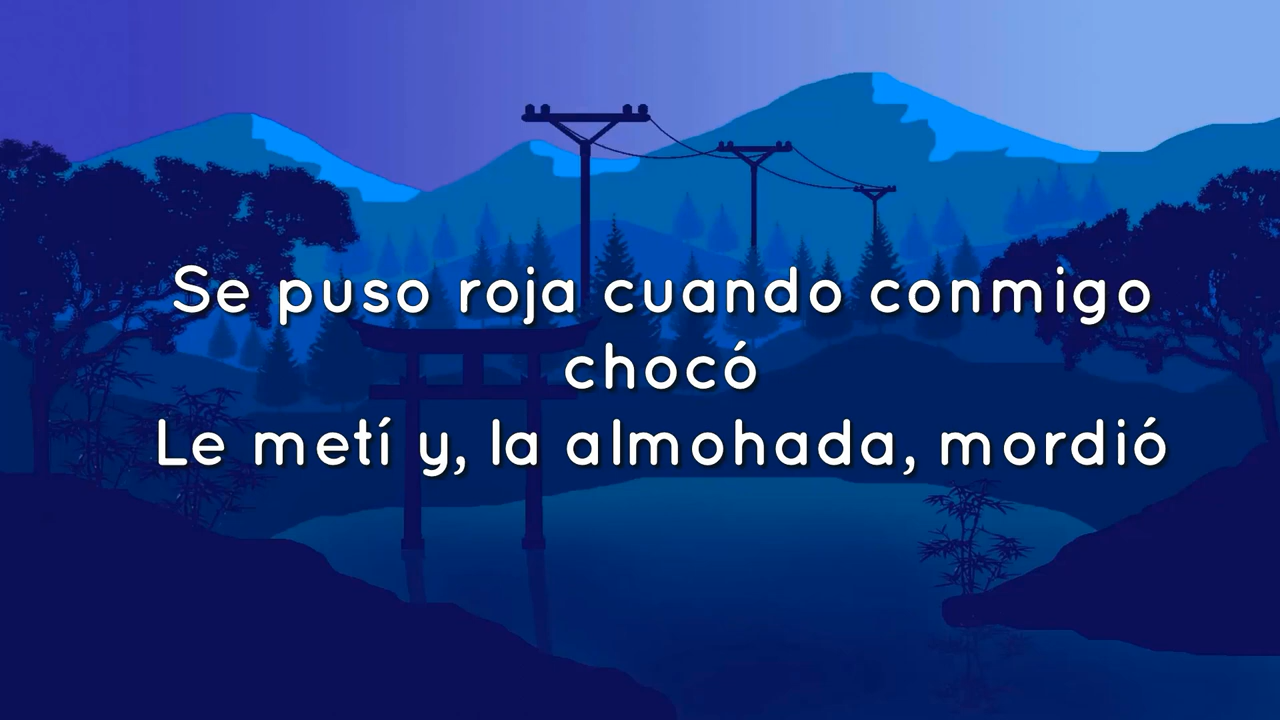 Se puso roja cuando conmigo
chocó
Le metí y, la almohada, mordió